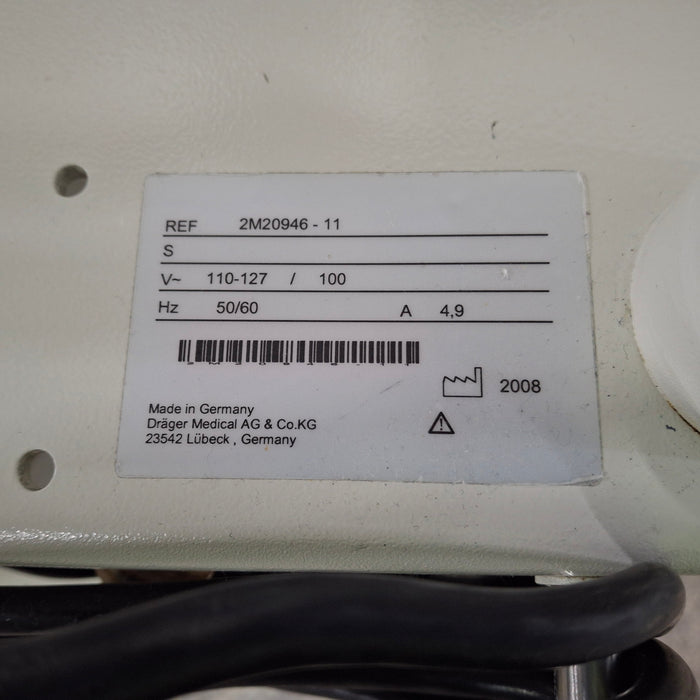 REF 2M20946 - 11
S
V~ 110-127 / 100
Hz 50/60 A 4,9
2008
Made in Germany
Dräger Medical AG & Co.KG
23542 Lübeck , Germany